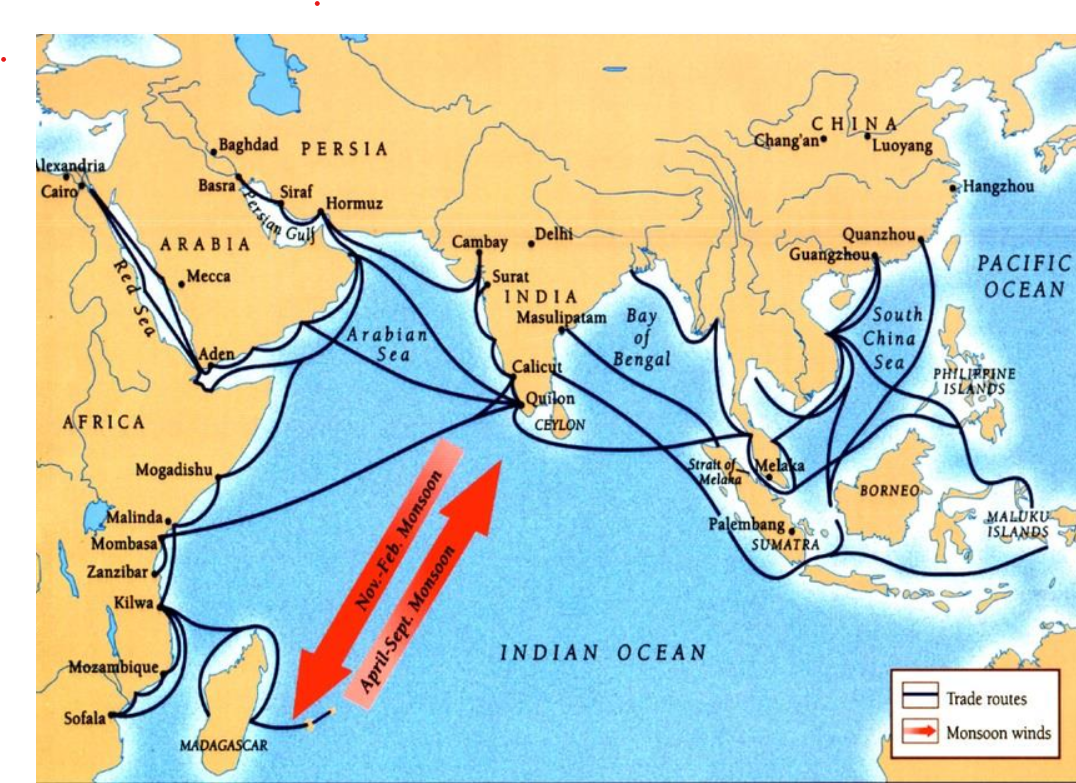 CHINA
Chang'an
Luoyang
Baghdad
PERSIA
Alexandria
Cairo
Basra
Siraf
Hormuz
Persian Gulf
Hangzhou
ARABIA
Mecca
Red Sea
Cambay
Delhi
Quanzhou
Guangzhou
Surat
INDIA
Masulipatam
PACIFIC
OCEAN
Arabian
Sea
Bay
of
Bengal
South
China
Sea
Aden
Calicut
Quilon
CEYLON
PHILIPPINE
ISLANDS
AFRICA
Mogadishu
Strait of
Melaka
Melaka
BORNEO
Malinda
Mombasa
Palembang
SUMATRA
MALUKU
ISLANDS
Zanzibar
Kilwa
Nov.-Feb. Monsoon
April-Sept. Monsoon
INDIAN OCEAN
Mozambique
Sofala
MADAGASCAR
Trade routes
Monsoon winds